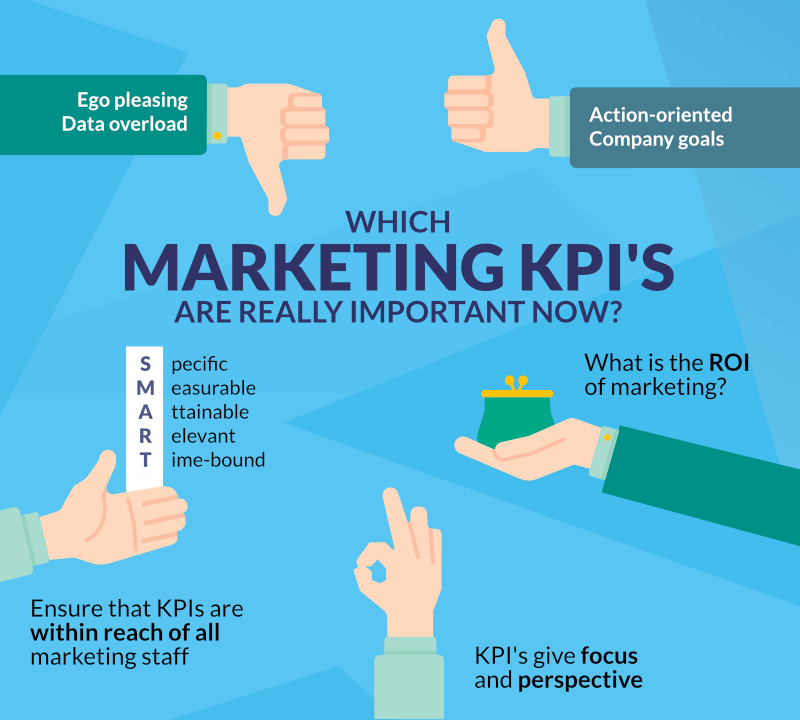 Ego pleasing
Data overload
Action-oriented
Company goals
WHICH
MARKETING KPI'S
ARE REALLY IMPORTANT NOW?
S pecific
M easurable
A ttainable
R elevant
T ime-bound
What is the ROI
of marketing?
Ensure that KPIs are
within reach of all
marketing staff
KPI's give focus
and perspective